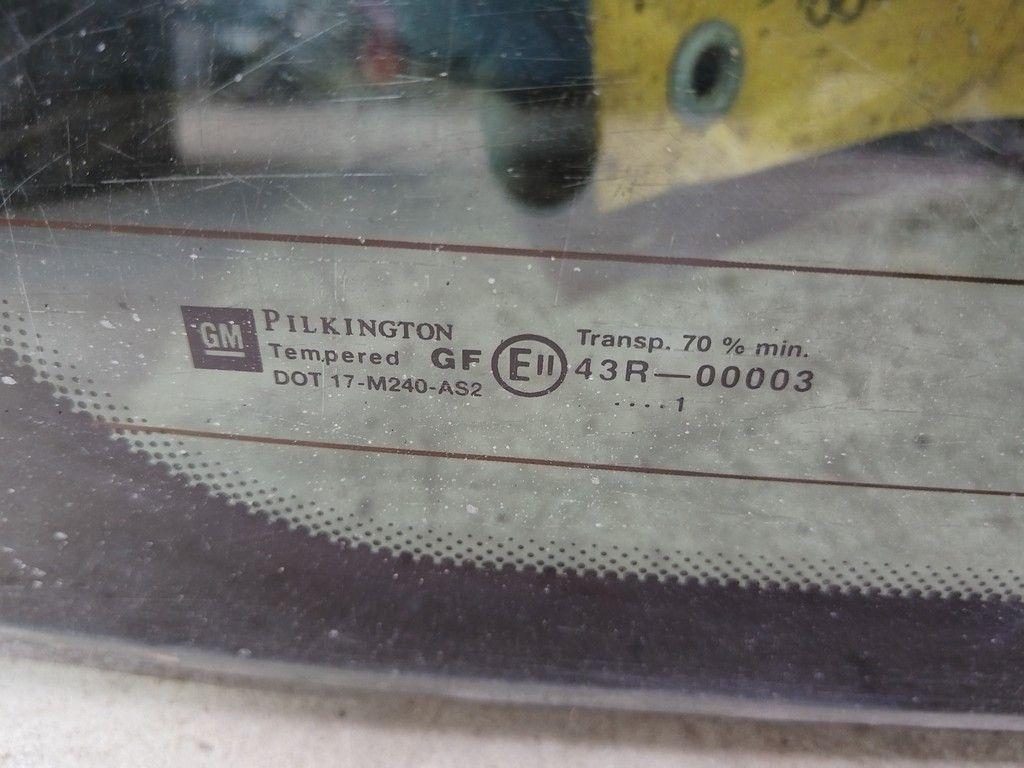 GM
PILKINGTON
Tempered GF
DOT 17-M240-AS2
E11
Transp. 70 % min.
43R—00003
....1